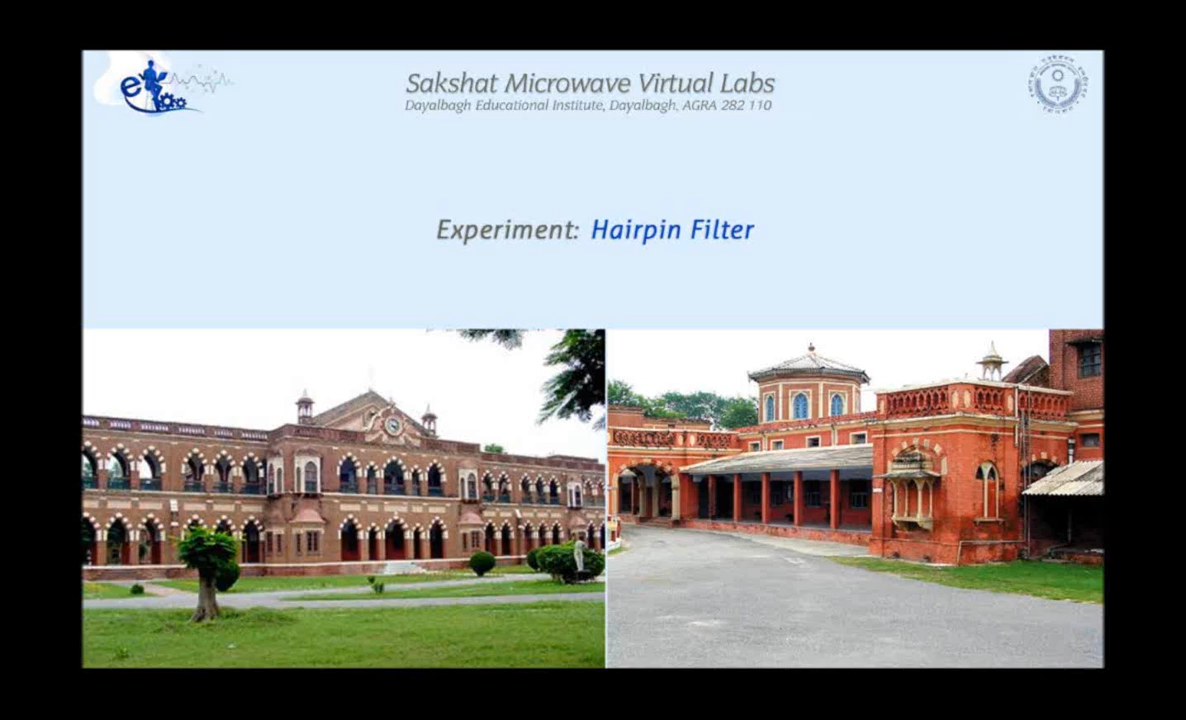 Sakshat Microwave Virtual Labs
Dayalbagh Educational Institute, Dayalbagh, AGRA 282 110
Experiment: Hairpin Filter